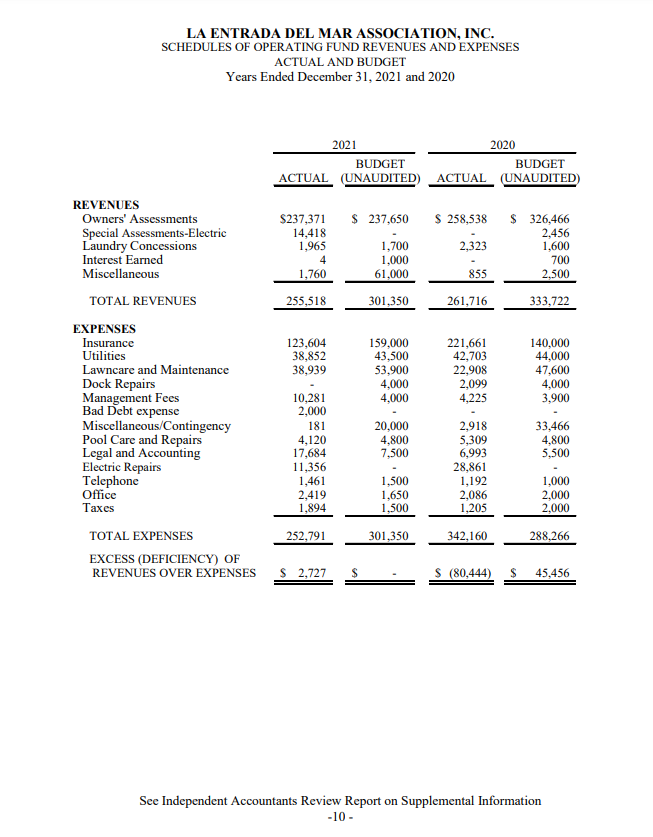 LA ENTRADA DEL MAR ASSOCIATION, INC.
SCHEDULES OF OPERATING FUND REVENUES AND EXPENSES
ACTUAL AND BUDGET
Years Ended December 31, 2021 and 2020
2021 2020
BUDGET BUDGET
ACTUAL (UNAUDITED) ACTUAL (UNAUDITED)
REVENUES
Owners' Assessments $237,371 $ 237,650 $ 258,538 $ 326,466
Special Assessments-Electric 14,418 - - 2,456
Laundry Concessions 1,965 1,700 2,323 1,600
Interest Earned 4 1,000 - 700
Miscellaneous 1,760 61,000 855 2,500
TOTAL REVENUES 255,518 301,350 261,716 333,722
EXPENSES
Insurance 123,604 159,000 221,661 140,000
Utilities 38,852 43,500 42,703 44,000
Lawncare and Maintenance 38,939 53,900 22,908 47,600
Dock Repairs - 4,000 2,099 4,000
Management Fees 10,281 4,000 4,225 3,900
Bad Debt expense 2,000 - - -
Miscellaneous/Contingency 181 20,000 2,918 33,466
Pool Care and Repairs 4,120 4,800 5,309 4,800
Legal and Accounting 17,684 7,500 6,993 5,500
Electric Repairs 11,356 - 28,861 -
Telephone 1,461 1,500 1,192 1,000
Office 2,419 1,650 2,086 2,000
Taxes 1,894 1,500 1,205 2,000
TOTAL EXPENSES 252,791 301,350 342,160 288,266
EXCESS (DEFICIENCY) OF
REVENUES OVER EXPENSES $ 2,727 $ - $ (80,444) $ 45,456
See Independent Accountants Review Report on Supplemental Information
-10 -